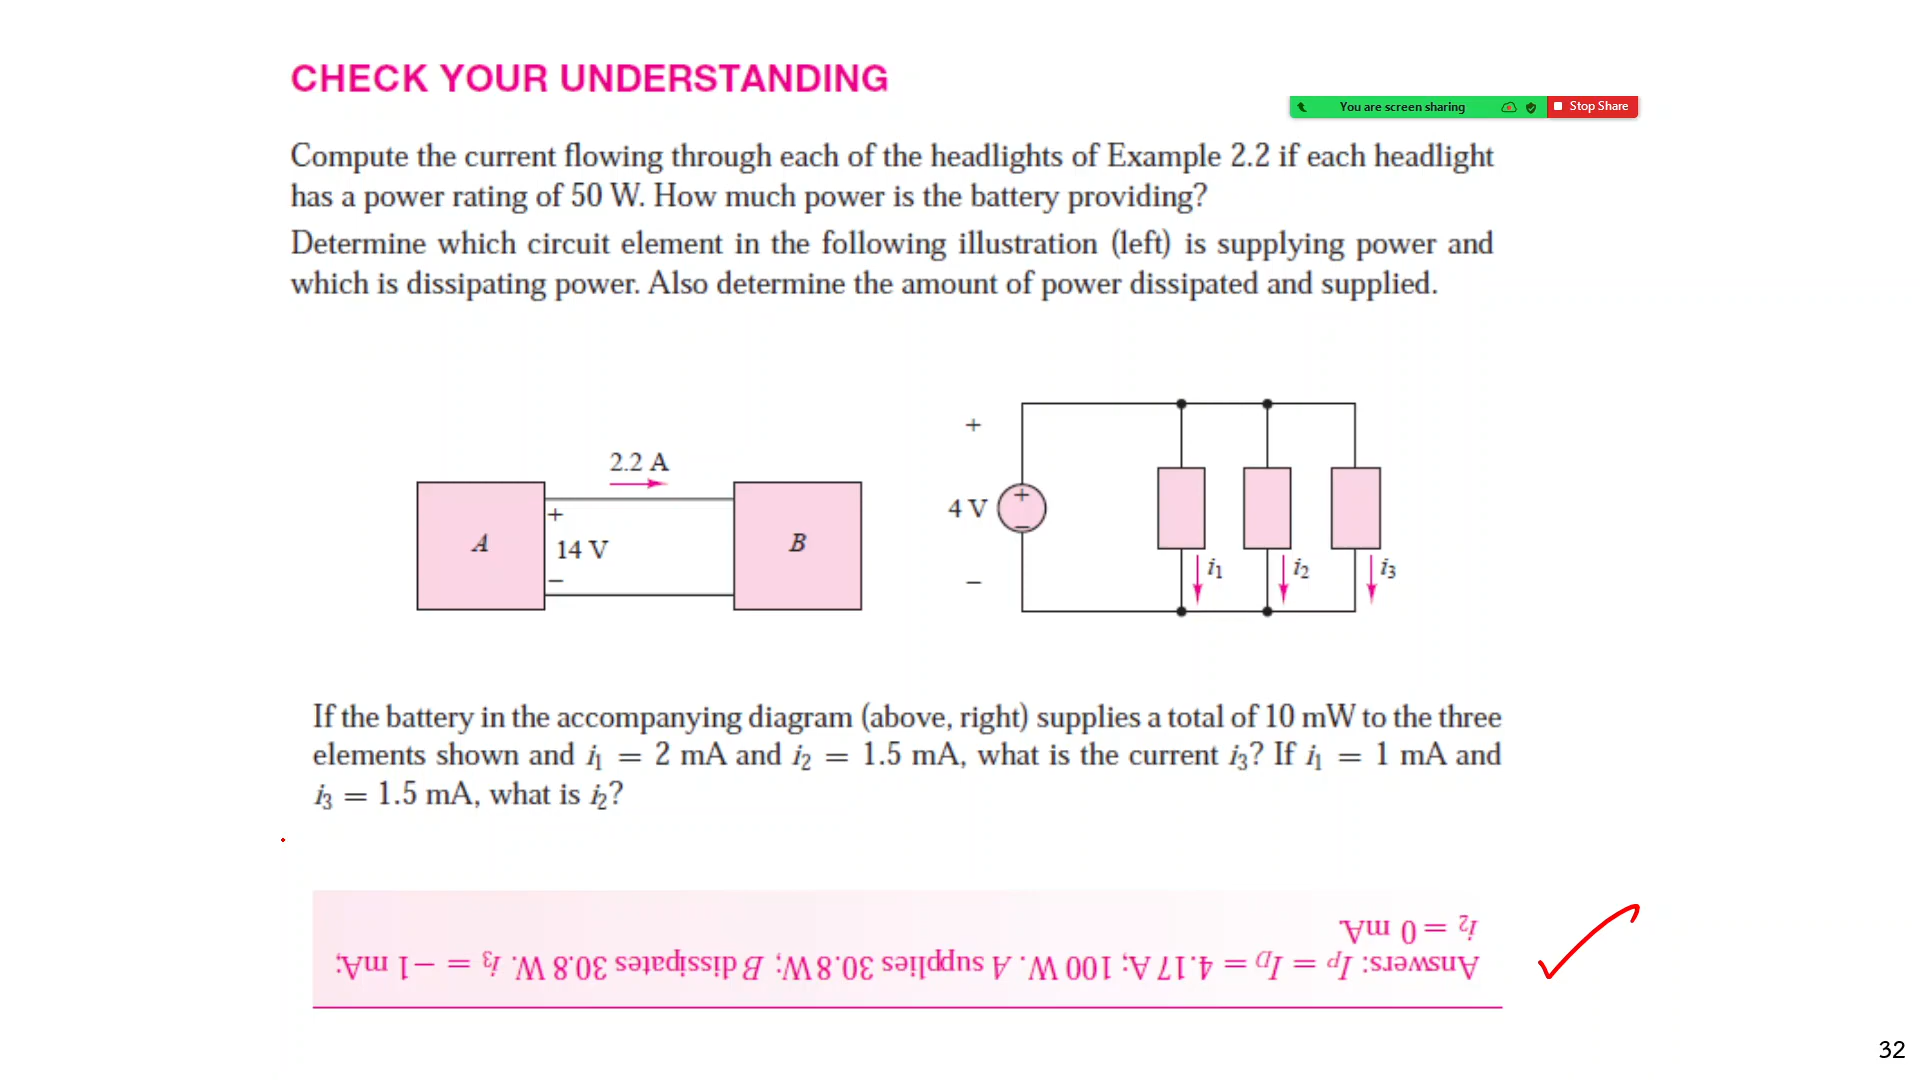 CHECK YOUR UNDERSTANDING
You are screen sharing
Stop Share
Compute the current flowing through each of the headlights of Example 2.2 if each headlight
has a power rating of 50 W. How much power is the battery providing?
Determine which circuit element in the following illustration (left) is supplying power and
which is dissipating power. Also determine the amount of power dissipated and supplied.
2.2 A
A
+
14 V
−
B
+
4 V
+
−
−
i₁
i₂
i₃
If the battery in the accompanying diagram (above, right) supplies a total of 10 mW to the three
elements shown and i₁ = 2 mA and i₂ = 1.5 mA, what is the current i₃? If i₁ = 1 mA and
i₃ = 1.5 mA, what is i₂?
Answers: I_P = I_D = 4.17 A; 100 W. A supplies 30.8 W; B dissipates 30.8 W. i₃ = −1 mA;
i₂ = 0 mA.
32